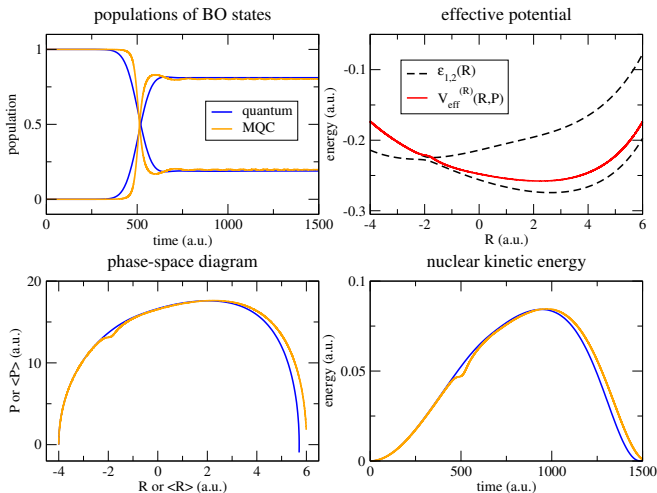 populations of BO states
1
0.5
0
population
quantum
MQC
0
500
1000
1500
time (a.u.)
effective potential
-0.1
-0.2
-0.3
energy (a.u.)
ε1,2(R)
Veff(R)(R,P)
-4
-2
0
2
4
6
R (a.u.)
phase-space diagram
20
10
0
P or <P> (a.u.)
-4
-2
0
2
4
6
R or <R> (a.u.)
nuclear kinetic energy
0.1
0.05
0
energy (a.u.)
0
500
1000
1500
time (a.u.)